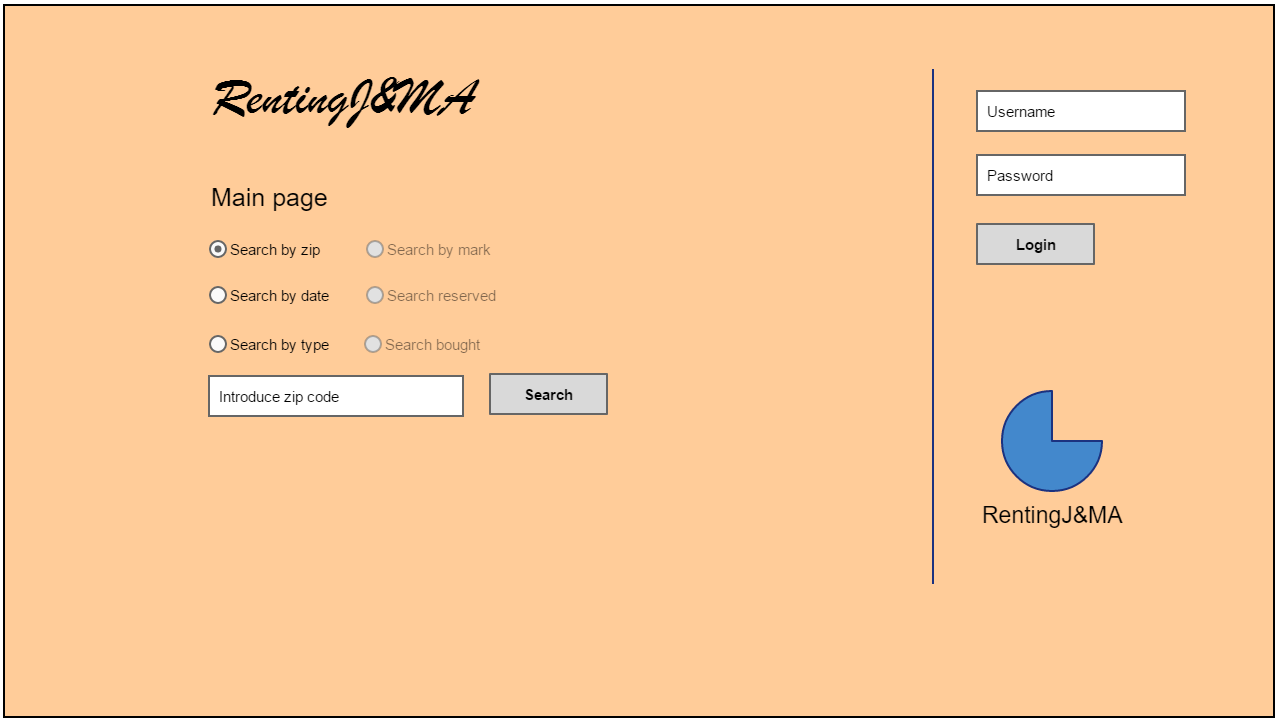 RentingJ&MA
Main page
Search by zip
Search by mark
Search by date
Search reserved
Search by type
Search bought
Introduce zip code
Search
Username
Password
Login
RentingJ&MA